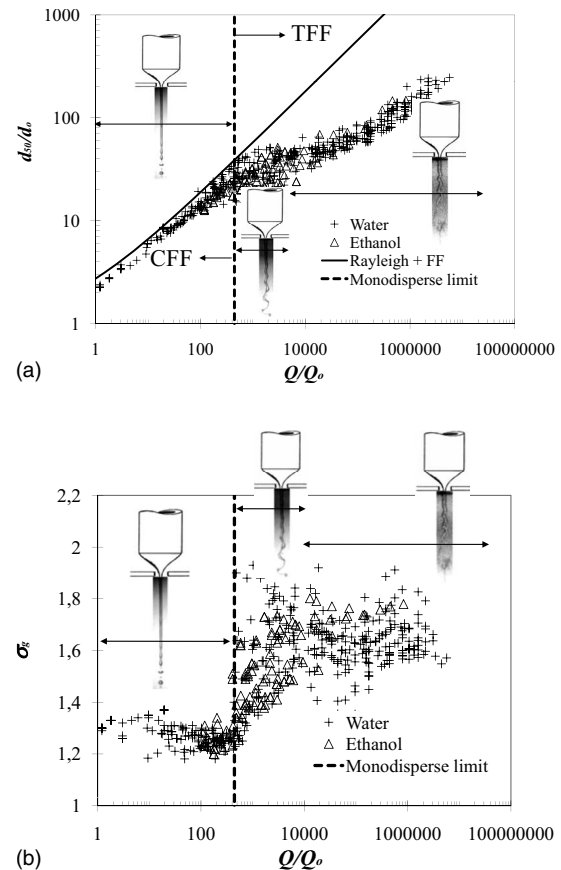 1000
TFF
100
d50/do
10
CFF
+ Water
△ Ethanol
Rayleigh + FF
Monodisperse limit
1
1 100 10000 1000000 100000000
(a)
Q/Qo
2,2
2
1,8
σg
1,6
1,4
+ Water
△ Ethanol
Monodisperse limit
1,2
1
1 100 10000 1000000 100000000
(b)
Q/Qo